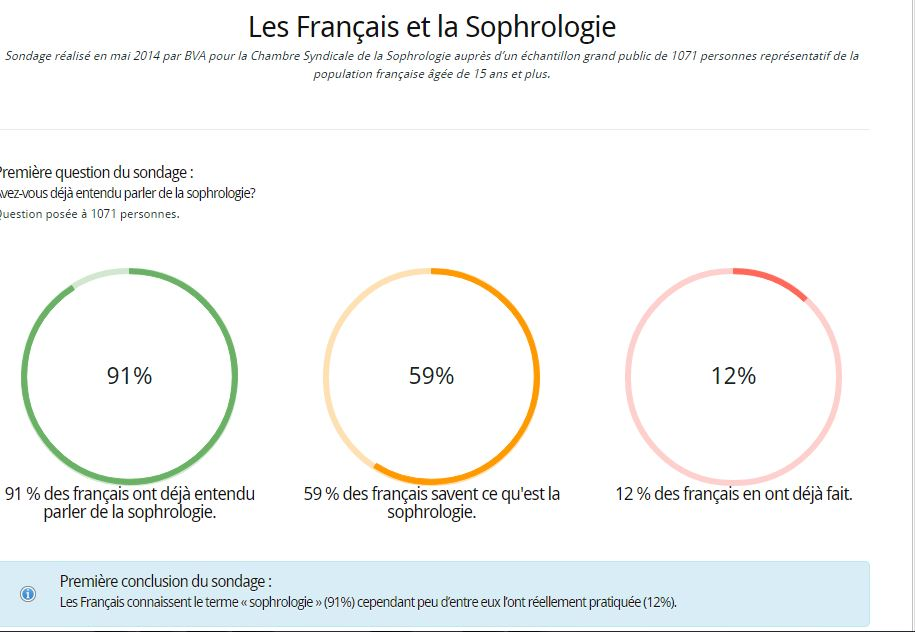 Les Français et la Sophrologie
Sondage réalisé en mai 2014 par BVA pour la Chambre Syndicale de la Sophrologie auprès d'un échantillon grand public de 1071 personnes représentatif de la
population française âgée de 15 ans et plus.
Première question du sondage :
Avez-vous déjà entendu parler de la sophrologie?
Question posée à 1071 personnes.
91%
59%
12%
91 % des français ont déjà entendu
parler de la sophrologie.
59 % des français savent ce qu'est la
sophrologie.
12 % des français en ont déjà fait.
Première conclusion du sondage :
Les Français connaissent le terme « sophrologie » (91%) cependant peu d'entre eux l'ont réellement pratiquée (12%).